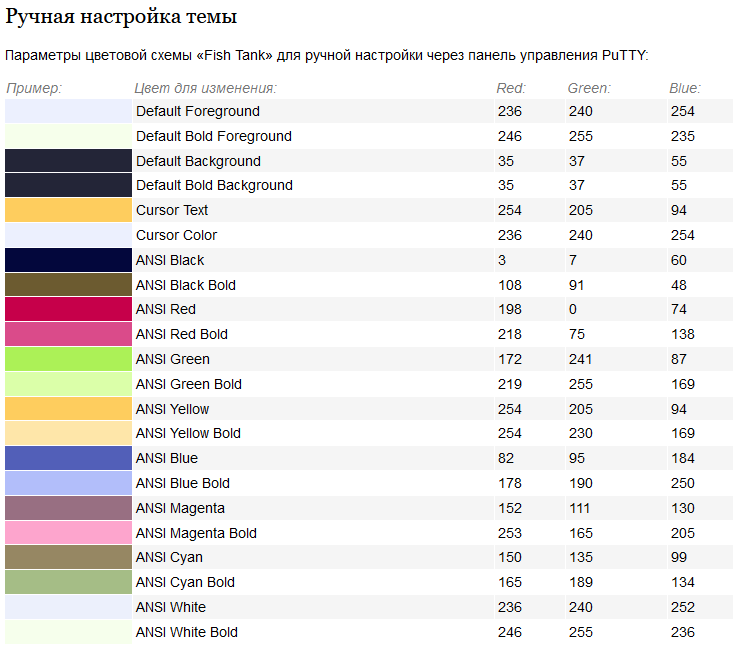 Ручная настройка темы
Параметры цветовой схемы «Fish Tank» для ручной настройки через панель управления PuTTY:
Пример: Цвет для изменения: Red: Green: Blue:
Default Foreground 236 240 254
Default Bold Foreground 246 255 235
Default Background 35 37 55
Default Bold Background 35 37 55
Cursor Text 254 205 94
Cursor Color 236 240 254
ANSI Black 3 7 60
ANSI Black Bold 108 91 48
ANSI Red 198 0 74
ANSI Red Bold 218 75 138
ANSI Green 172 241 87
ANSI Green Bold 219 255 169
ANSI Yellow 254 205 94
ANSI Yellow Bold 254 230 169
ANSI Blue 82 95 184
ANSI Blue Bold 178 190 250
ANSI Magenta 152 111 130
ANSI Magenta Bold 253 165 205
ANSI Cyan 150 135 99
ANSI Cyan Bold 165 189 134
ANSI White 236 240 252
ANSI White Bold 246 255 236